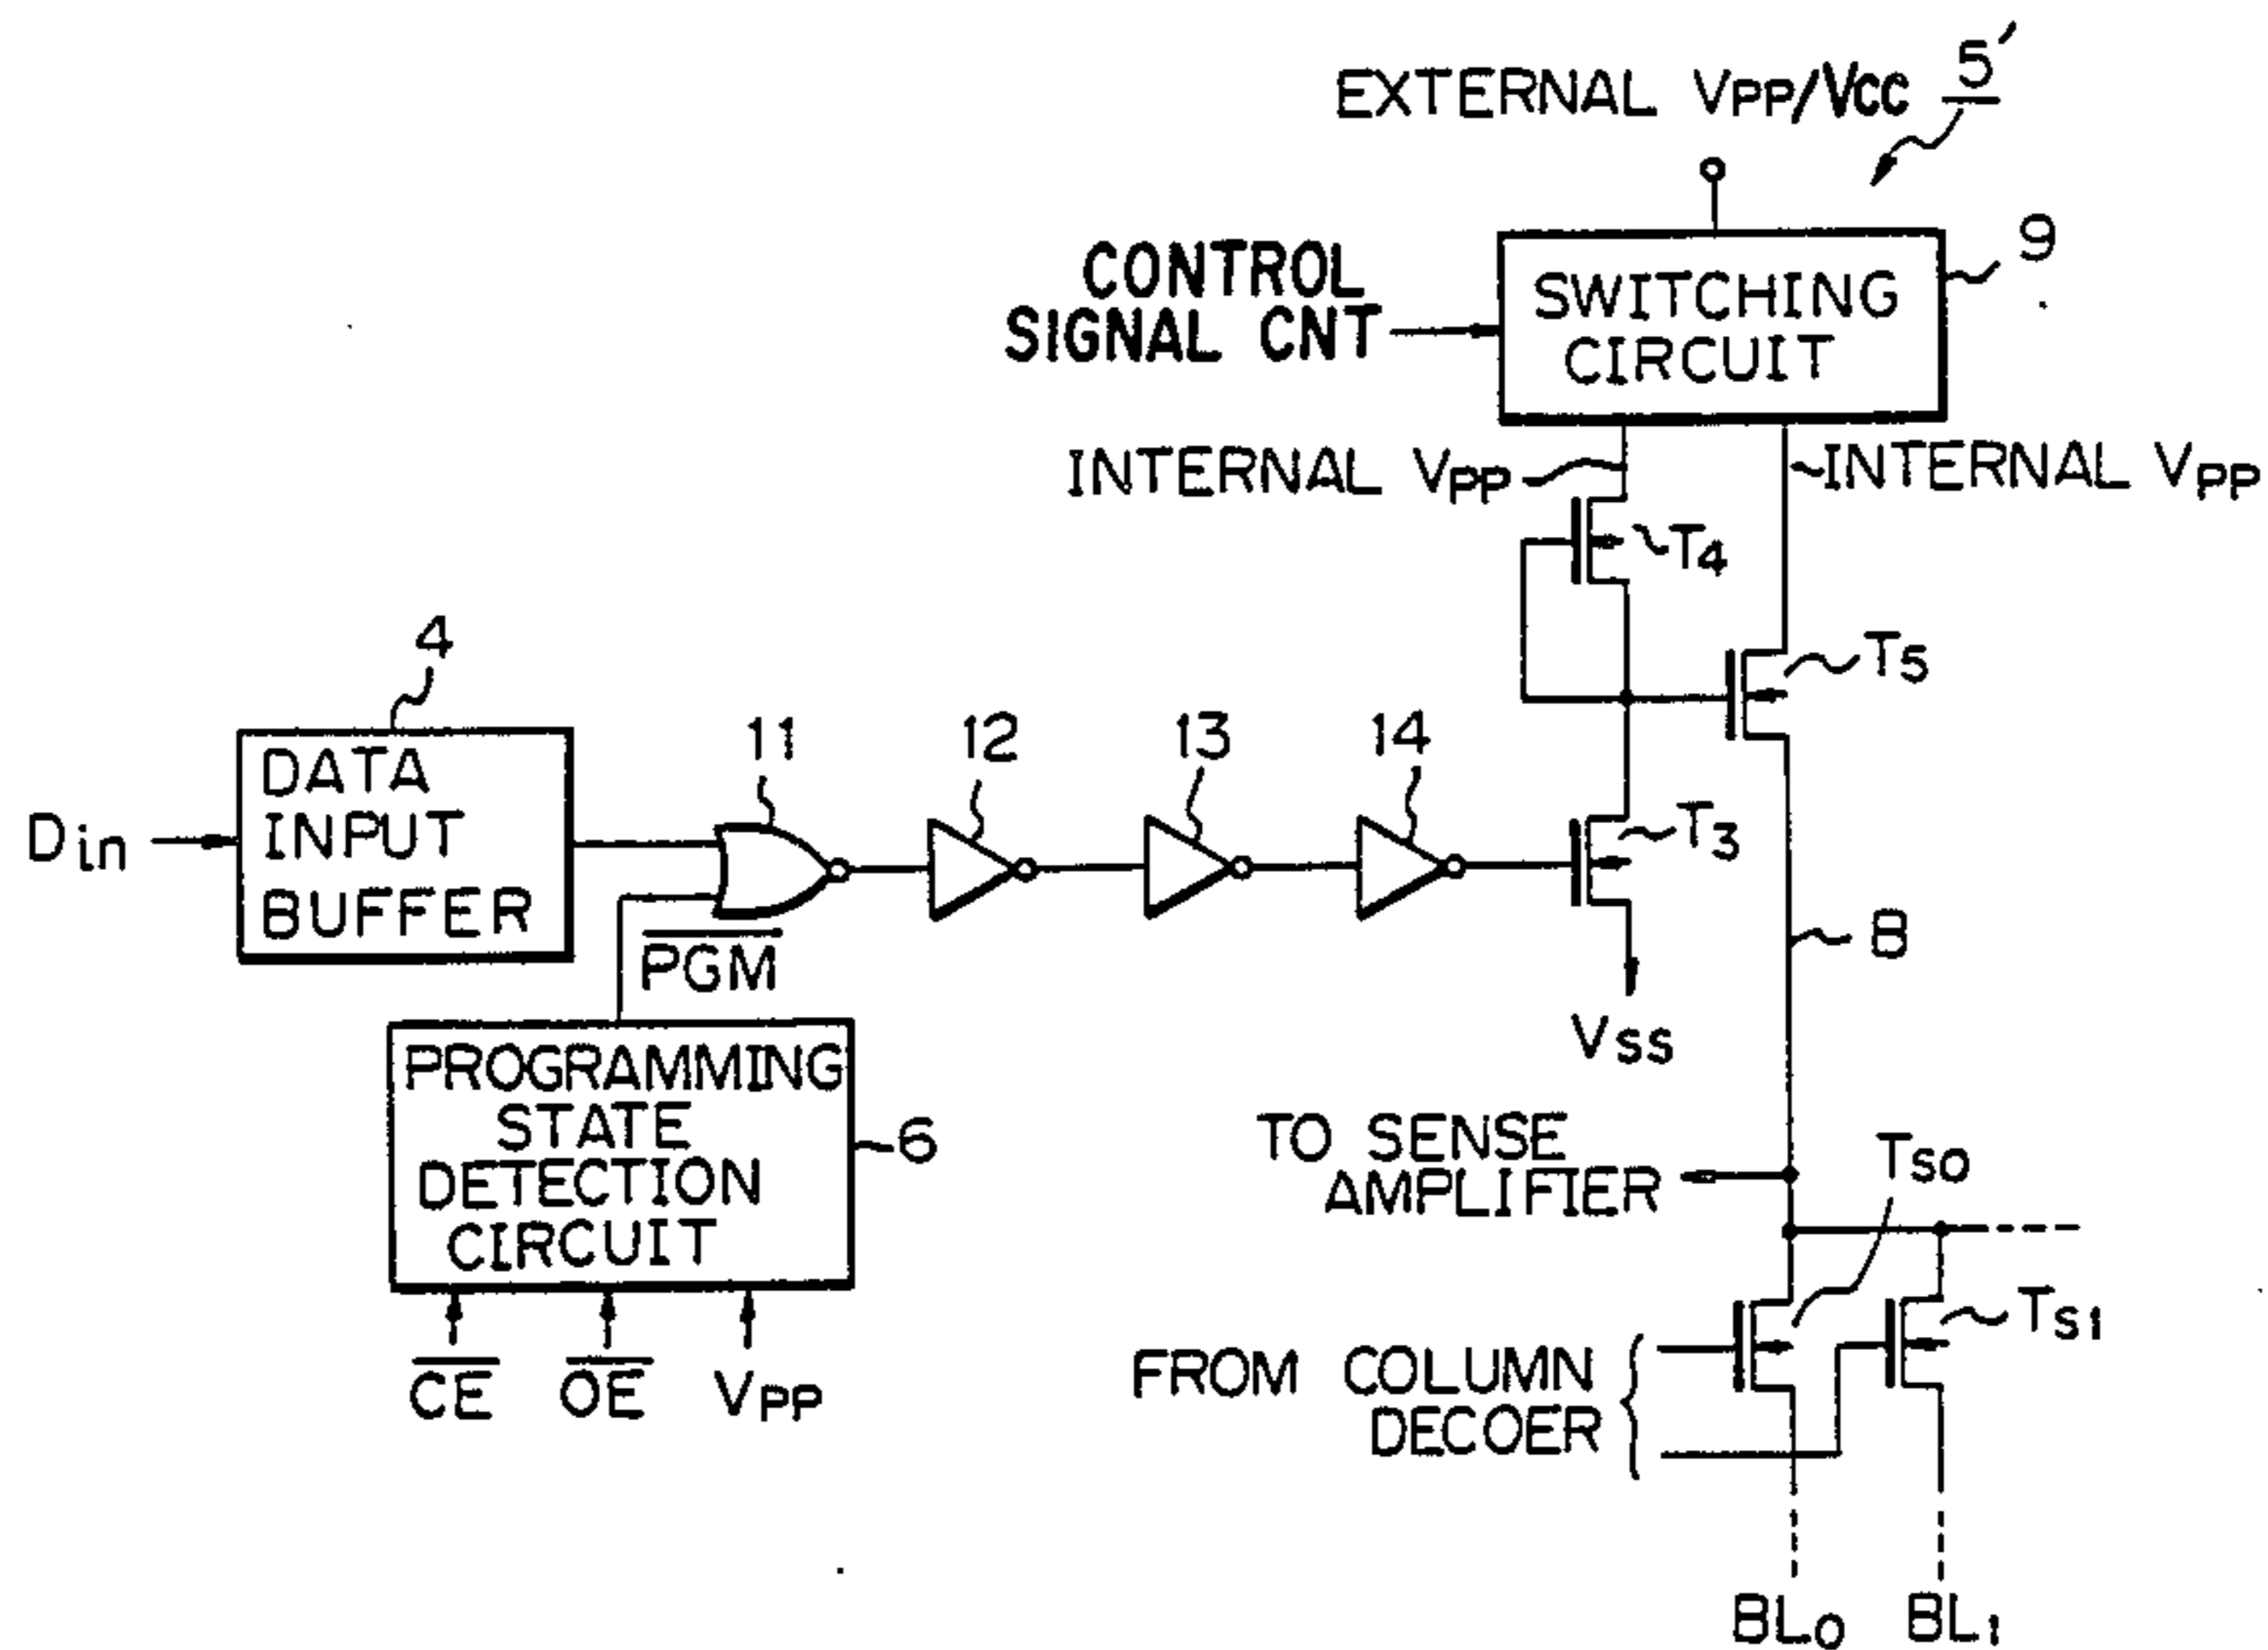 EXTERNAL VPP/VCC 5'
9
CONTROL
SIGNAL CNT
SWITCHING
CIRCUIT
INTERNAL VPP
INTERNAL VPP
T4
4
T5
DATA
INPUT
BUFFER
Din
11
12
13
14
T3
8
PGM
VSS
PROGRAMMING
STATE
DETECTION
CIRCUIT
6
TO SENSE
AMPLIFIER
TS0
TS1
CE
OE
VPP
FROM COLUMN
DECOER
BL0
BL1